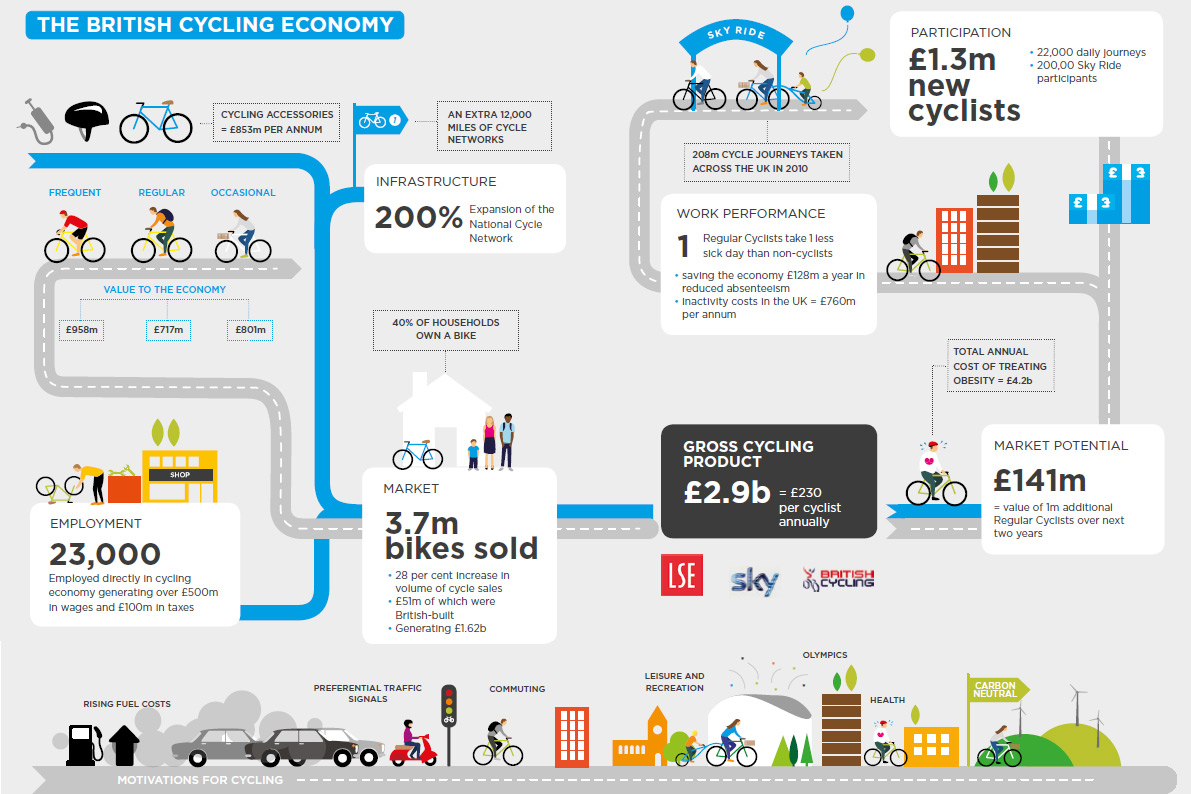 THE BRITISH CYCLING ECONOMY
CYCLING ACCESSORIES
= £853m PER ANNUM
AN EXTRA 12,000
MILES OF CYCLE
NETWORKS
FREQUENT
REGULAR
OCCASIONAL
VALUE TO THE ECONOMY
£958m
£717m
£801m
INFRASTRUCTURE
200%
Expansion of the
National Cycle
Network
40% OF HOUSEHOLDS
OWN A BIKE
SHOP
EMPLOYMENT
23,000
Employed directly in cycling
economy generating over £500m
in wages and £100m in taxes
MARKET
3.7m
bikes sold
• 28 per cent increase in
volume of cycle sales
• £51m of which were
British-built
• Generating £1.62b
SKY RIDE
208m CYCLE JOURNEYS TAKEN
ACROSS THE UK IN 2010
PARTICIPATION
£1.3m
new
cyclists
• 22,000 daily journeys
• 200,00 Sky Ride
participants
£ 3
£ 3
WORK PERFORMANCE
1
Regular Cyclists take 1 less
sick day than non-cyclists
• saving the economy £128m a year in
reduced absenteeism
• Inactivity costs in the UK = £760m
per annum
TOTAL ANNUAL
COST OF TREATING
OBESITY = £4.2b
GROSS CYCLING
PRODUCT
£2.9b
= £230
per cyclist
annually
MARKET POTENTIAL
£141m
= value of 1m additional
Regular Cyclists over next
two years
LSE
sky
BRITISH
CYCLING
RISING FUEL COSTS
PREFERENTIAL TRAFFIC
SIGNALS
COMMUTING
LEISURE AND
RECREATION
OLYMPICS
HEALTH
CARBON
NEUTRAL
MOTIVATIONS FOR CYCLING